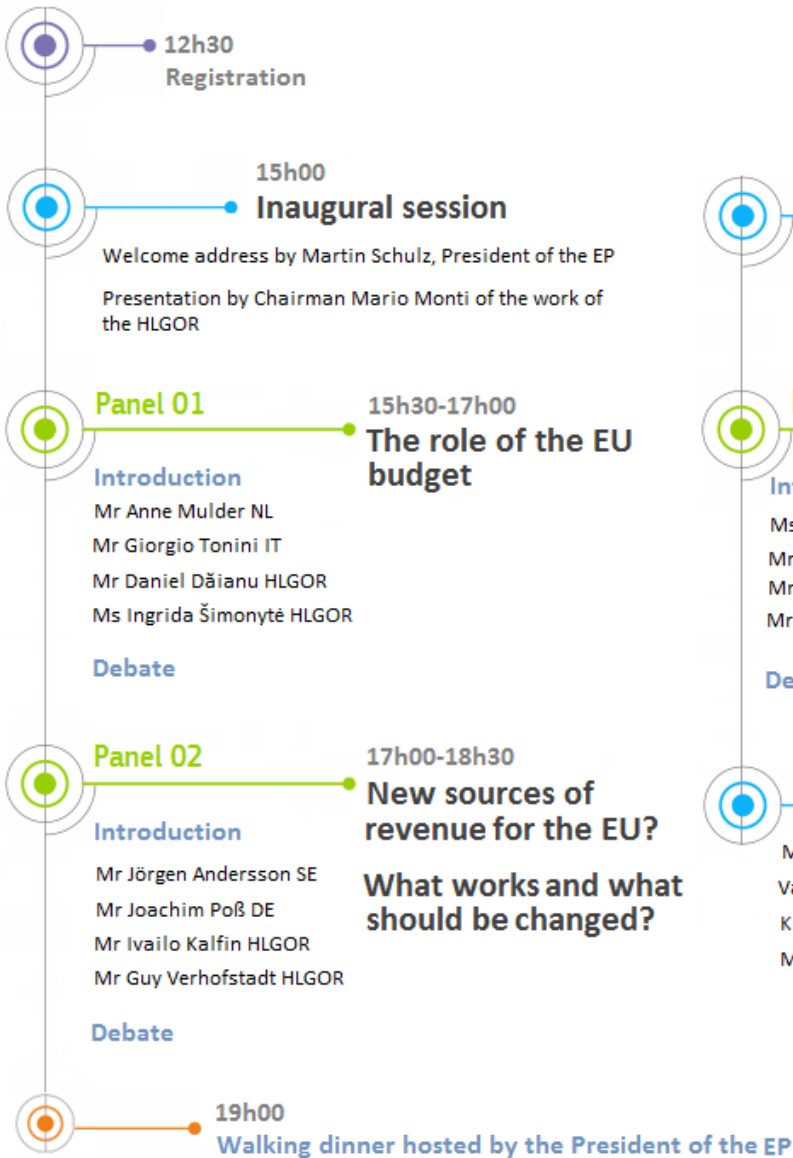 12h30
Registration
15h00
Inaugural session
Welcome address by Martin Schulz, President of the EP
Presentation by Chairman Mario Monti of the work of
the HLGOR
Panel 01
15h30-17h00
The role of the EU
budget
Introduction
Mr Anne Mulder NL
Mr Giorgio Tonini IT
Mr Daniel Dăianu HLGOR
Ms Ingrida Šimonytė HLGOR
Debate
Panel 02
17h00-18h30
New sources of
revenue for the EU?
What works and what
should be changed?
Introduction
Mr Jörgen Andersson SE
Mr Joachim Poß DE
Mr Ivailo Kalfin HLGOR
Mr Guy Verhofstadt HLGOR
Debate
19h00
Walking dinner hosted by the President of the EP
Ms
Mr
Mr
Mr